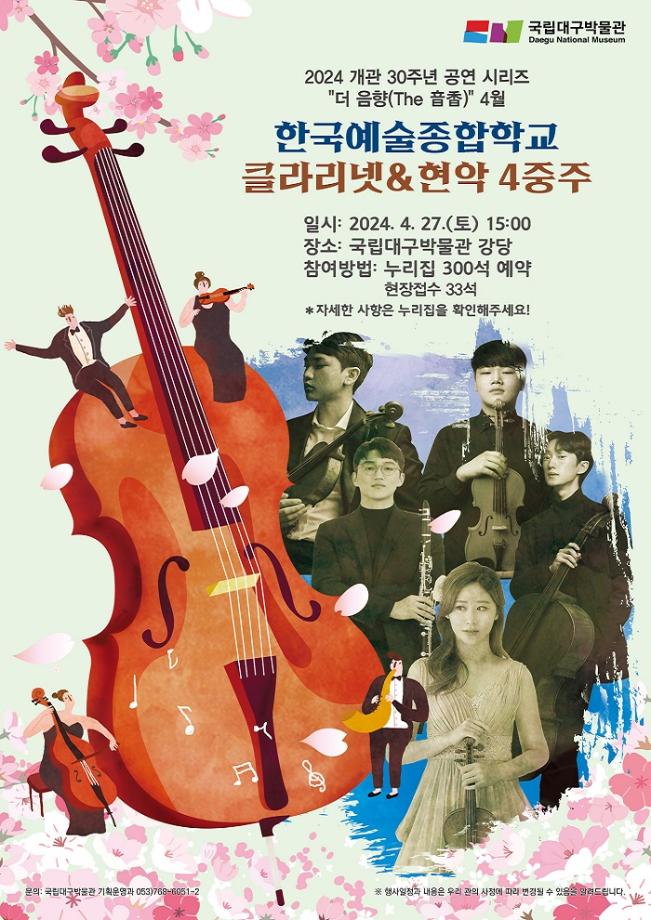 국립대구박물관
Daegu National Museum
2024 개관 30주년 공연 시리즈
"더 음향(The 音香)" 4월
한국예술종합학교
클라리넷&현악 4중주
일시: 2024. 4. 27.(토) 15:00
장소: 국립대구박물관 강당
참여방법: 누리집 300석 예약
현장접수 33석
*자세한 사항은 누리집을 확인해주세요!
문의: 국립대구박물관 기획운영과 053)768-6051~2
※ 행사일정과 내용은 우리 관의 사정에 따라 변경될 수 있음을 알려드립니다.